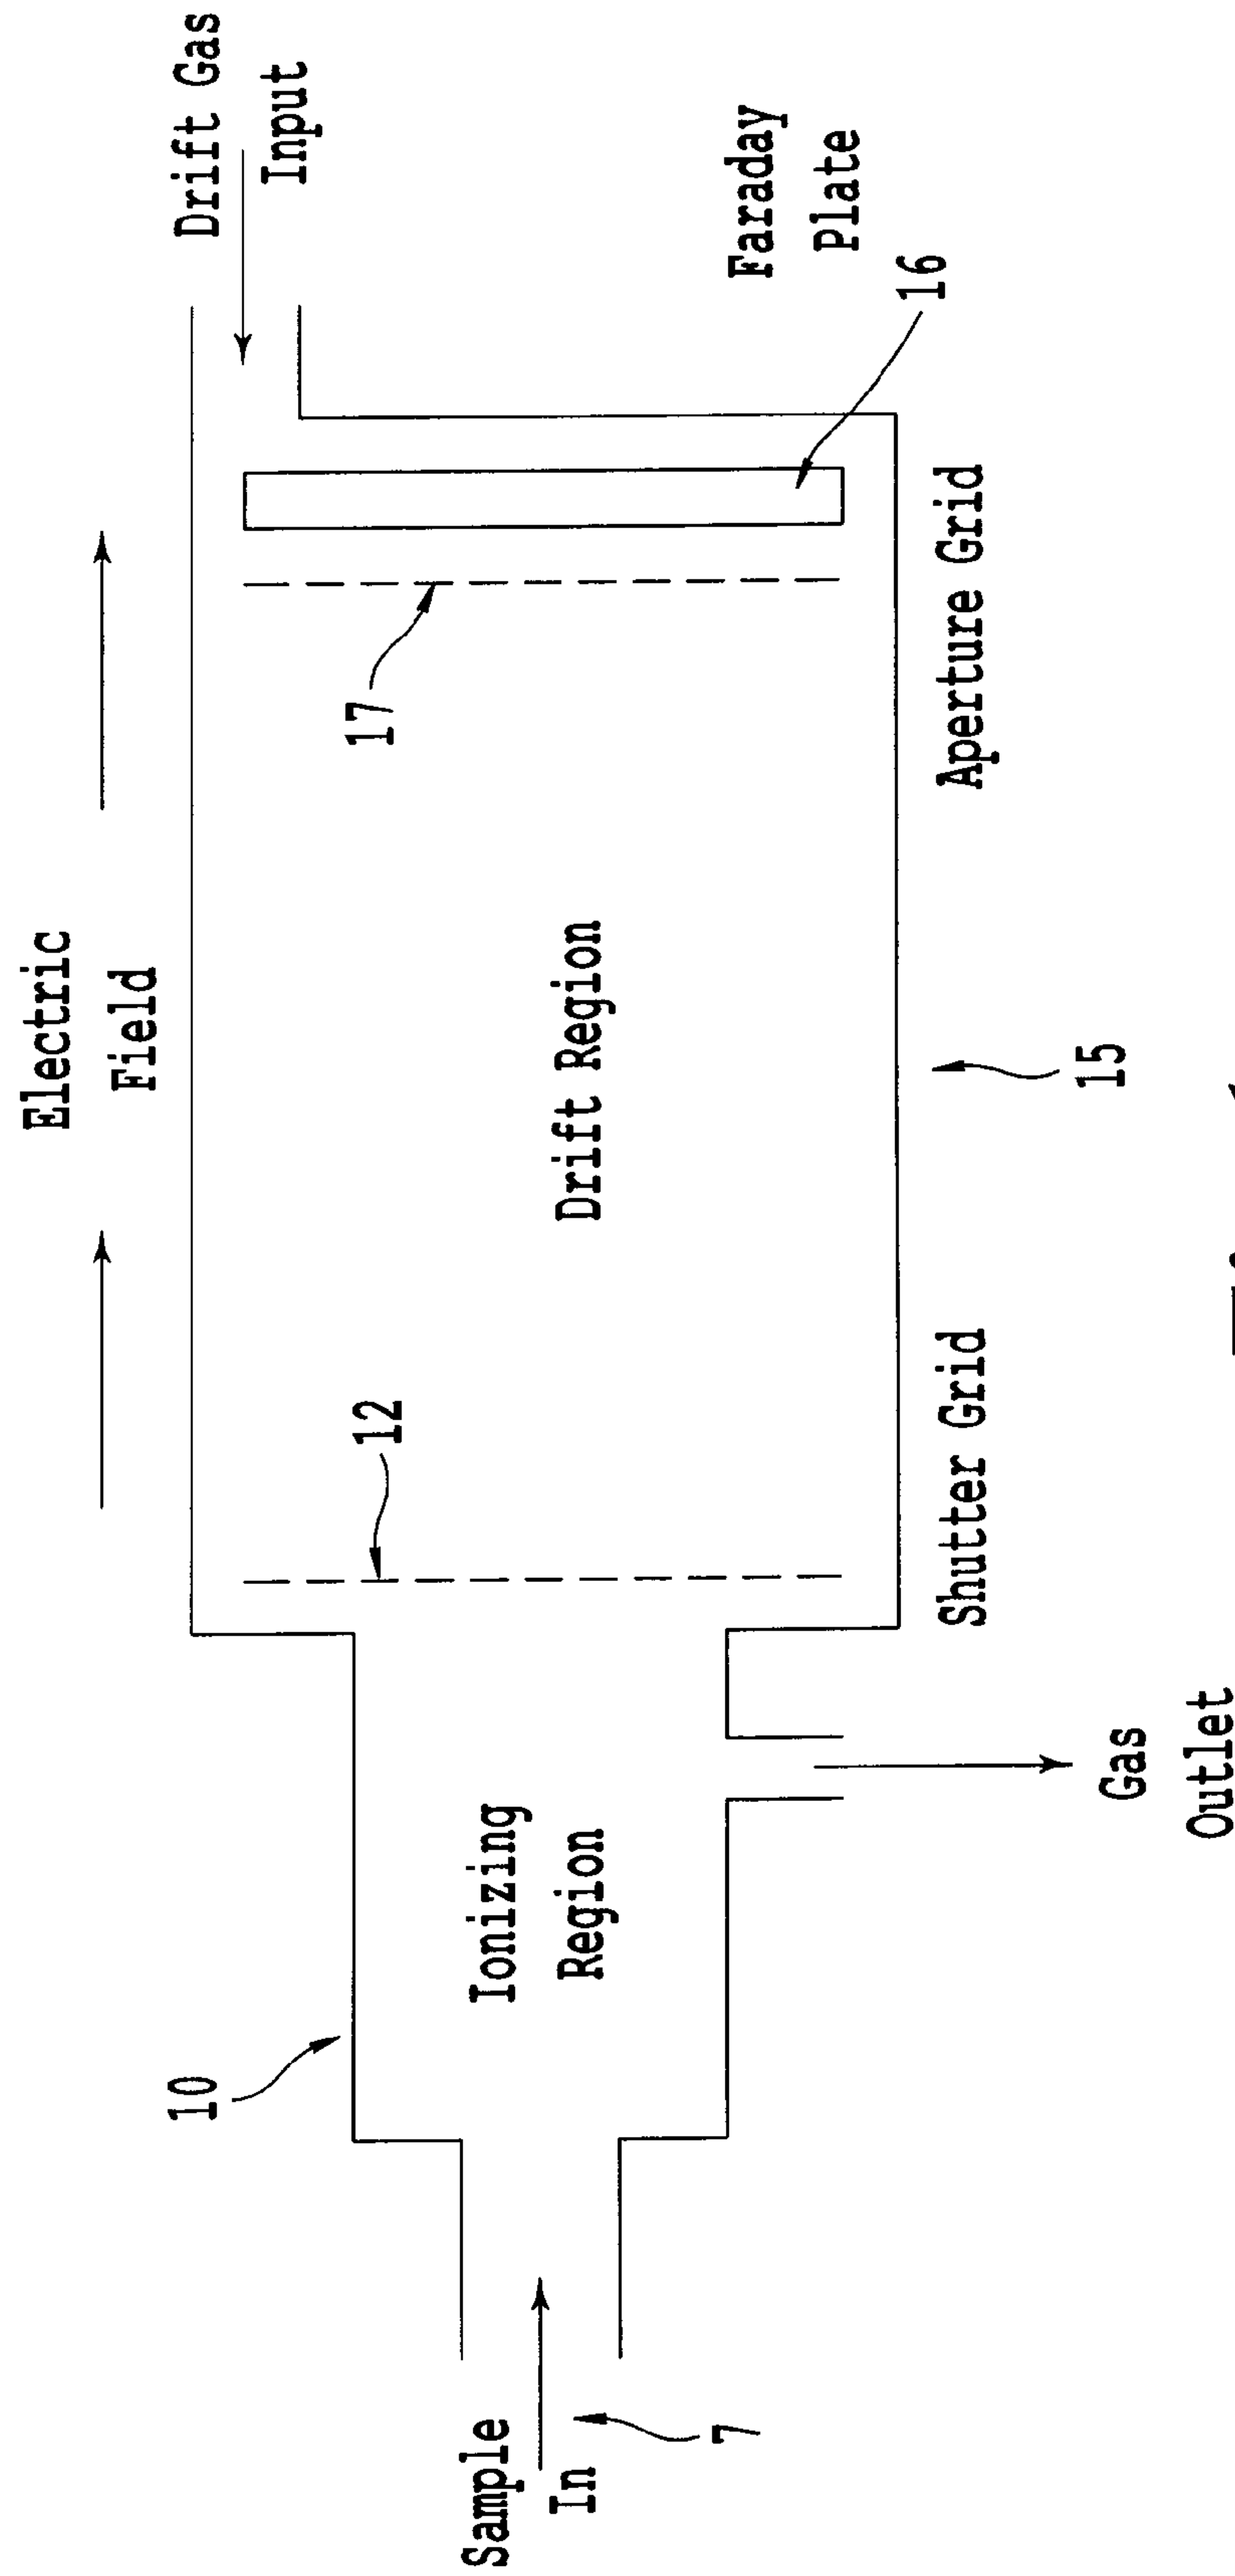 Electric
Field
Drift Gas
Input
10
12
17
Sample
In
7
Ionizing
Region
Drift Region
Faraday
Plate
16
Shutter Grid
Aperture Grid
15
Gas
Outlet